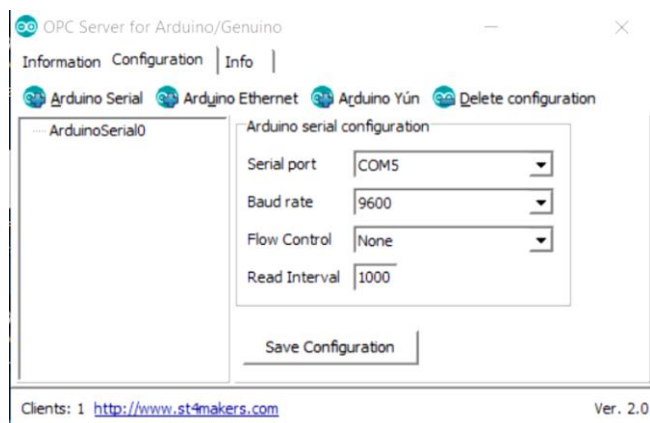 OPC Server for Arduino/Genuino
Information Configuration Info
Arduino Serial Arduino Ethernet Arduino Yún Delete configuration
ArduinoSerial0
Arduino serial configuration
Serial port COM5
Baud rate 9600
Flow Control None
Read Interval 1000
Save Configuration
Clients: 1 http://www.st4makers.com Ver. 2.0